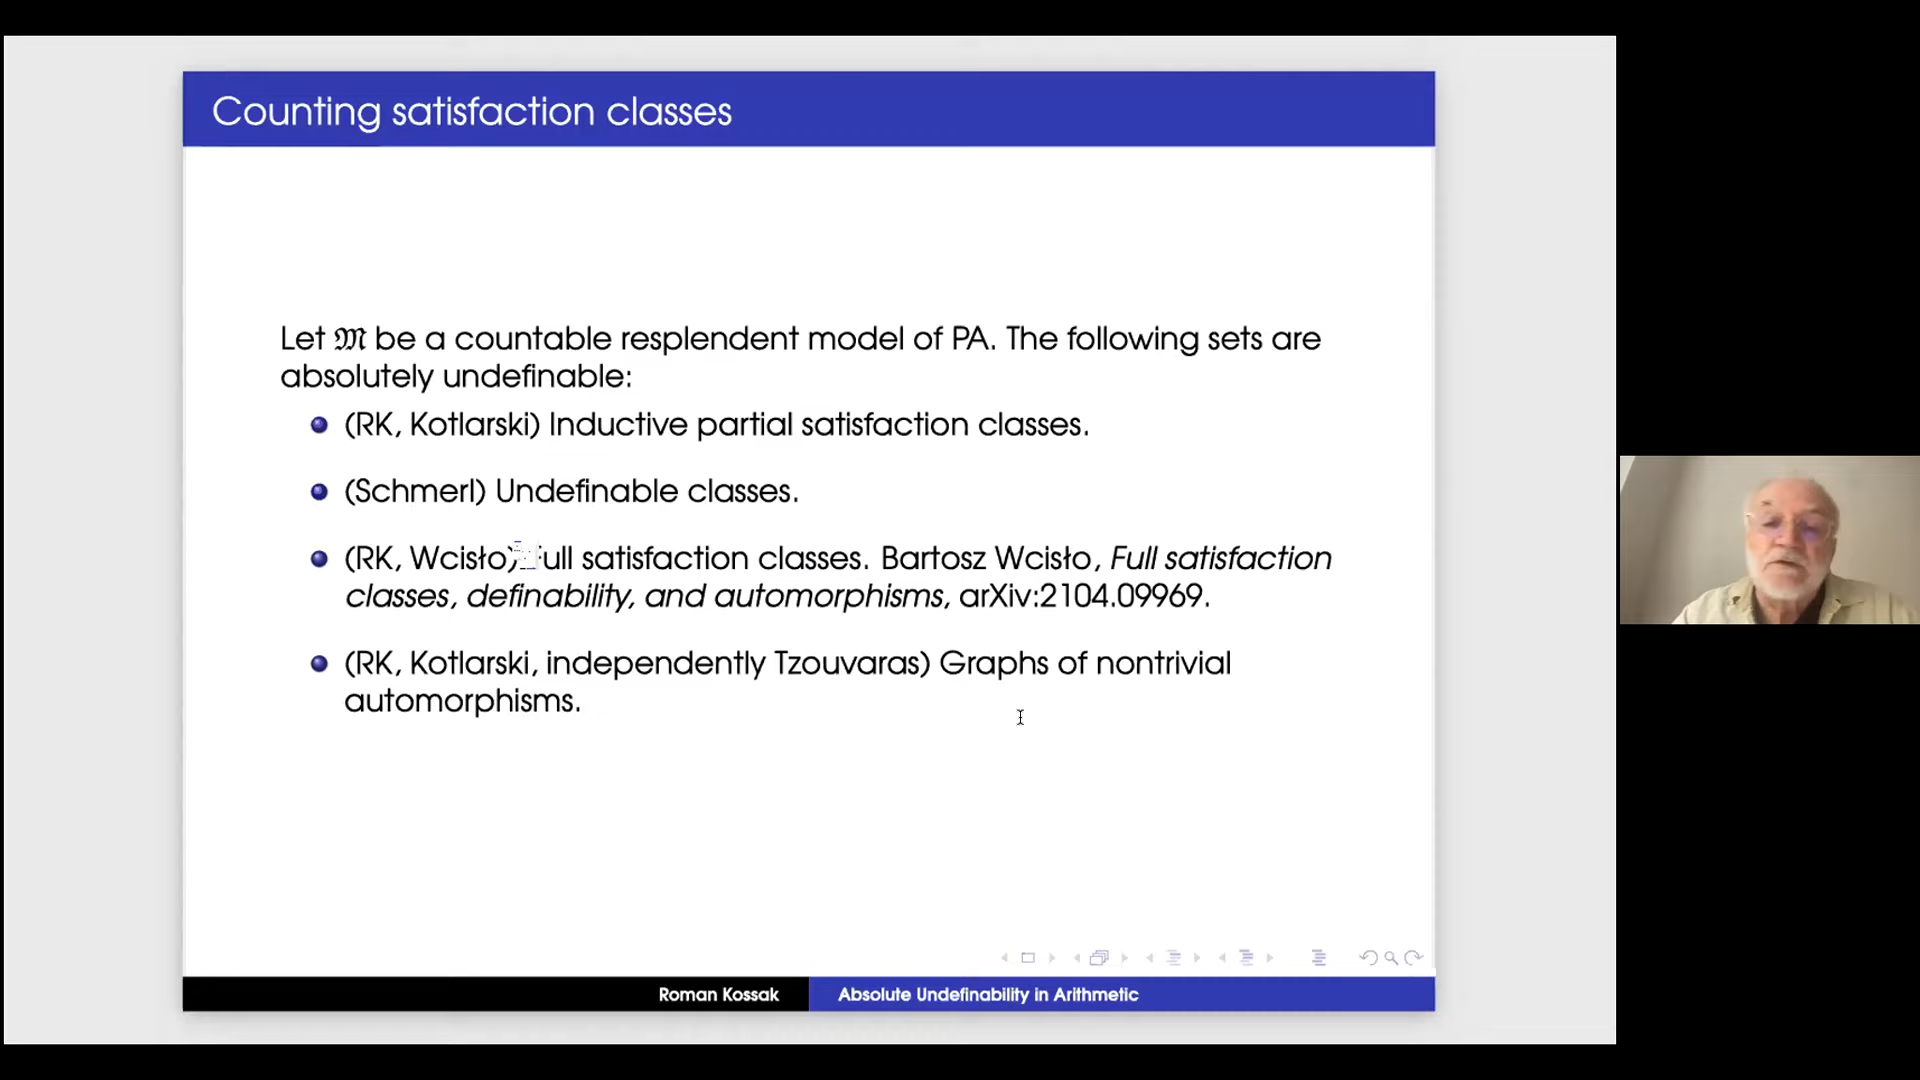 Counting satisfaction classes
Let 𝔐 be a countable resplendent model of PA. The following sets are
absolutely undefinable:
(RK, Kotlarski) Inductive partial satisfaction classes.
(Schmerl) Undefinable classes.
(RK, Wcisło) Full satisfaction classes. Bartosz Wcisło, Full satisfaction
classes, definability, and automorphisms, arXiv:2104.09969.
(RK, Kotlarski, independently Tzouvaras) Graphs of nontrivial
automorphisms.
Roman Kossak
Absolute Undefinability in Arithmetic